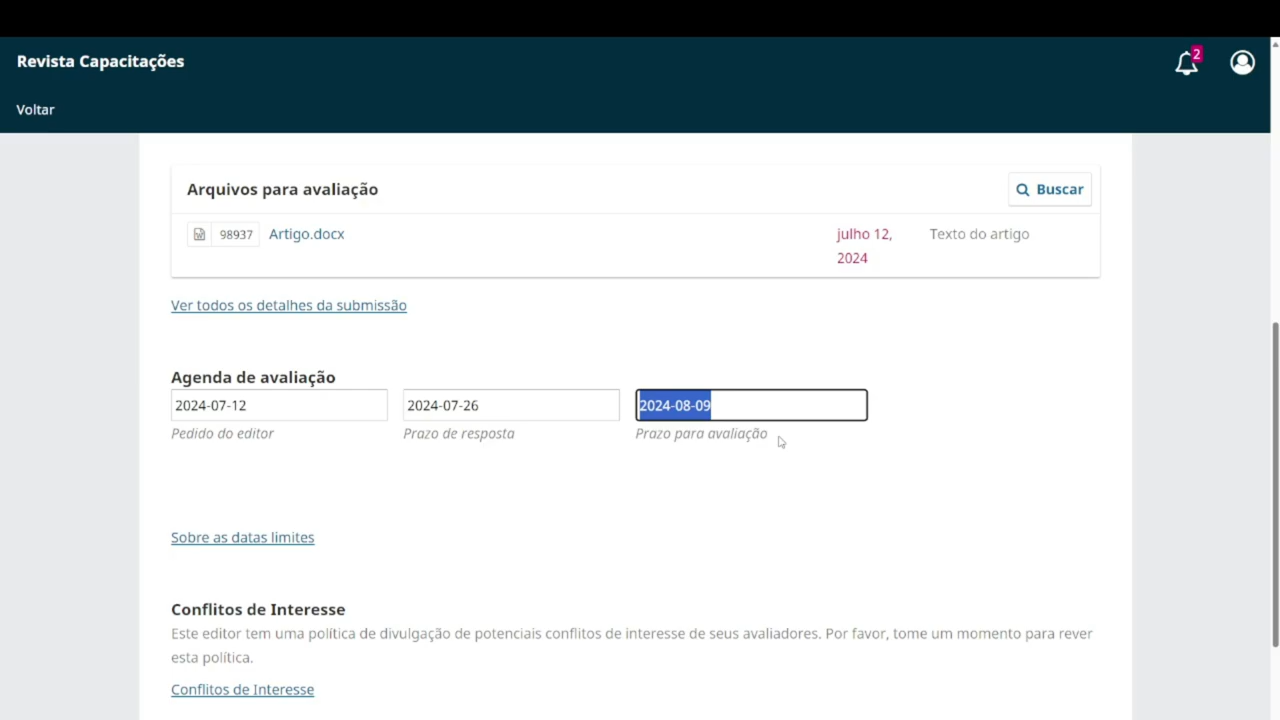 Revista Capacitações
2
Voltar
Arquivos para avaliação
Buscar
98937 Artigo.docx julho 12, 2024 Texto do artigo
Ver todos os detalhes da submissão
Agenda de avaliação
2024-07-12 2024-07-26 2024-08-09
Pedido do editor Prazo de resposta Prazo para avaliação
Sobre as datas limites
Conflitos de Interesse
Este editor tem uma política de divulgação de potenciais conflitos de interesse de seus avaliadores. Por favor, tome um momento para rever
esta política.
Conflitos de Interesse